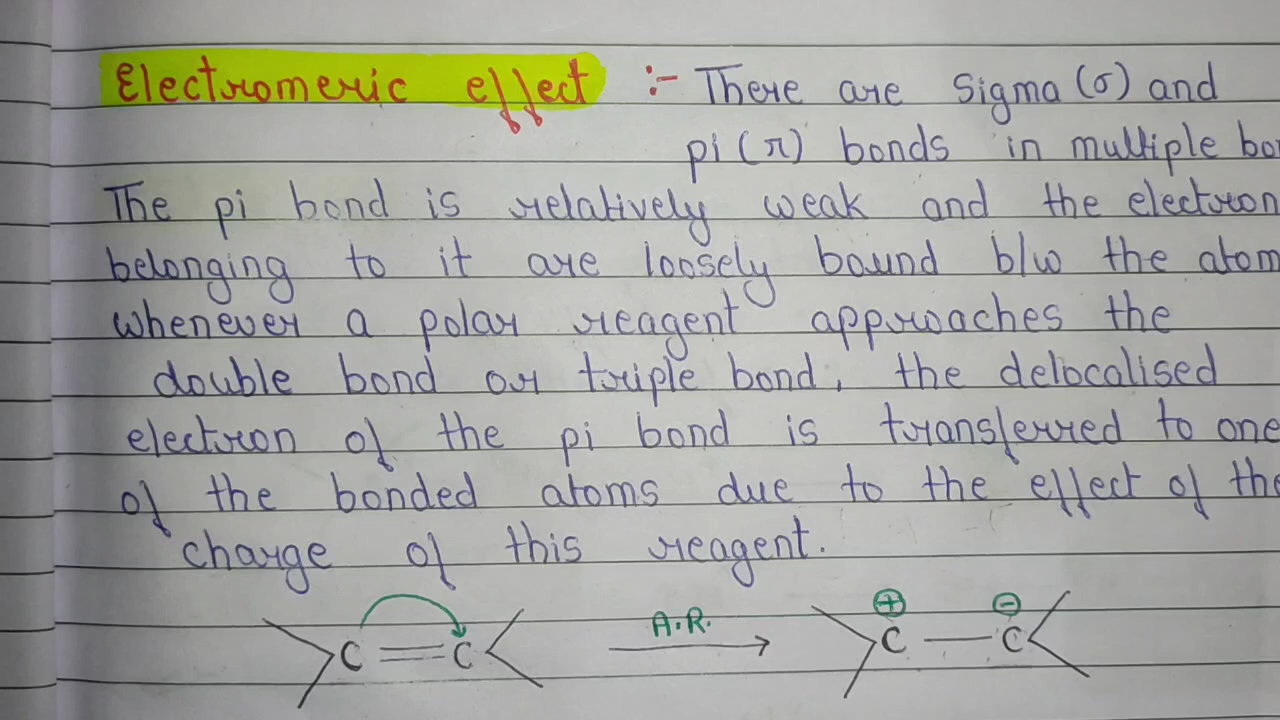 Electromeric effect :- There are Sigma (σ) and
pi (π) bonds in multiple bo
The pi bond is relatively weak and the electron
belonging to it are loosely bound b/w the atom
whenever a polar reagent approaches the
double bond or triple bond, the delocalised
electron of the pi bond is transferred to one
of the bonded atoms due to the effect of the
charge of this reagent.
C = C A.R. → ⊕ C — ⊖ C